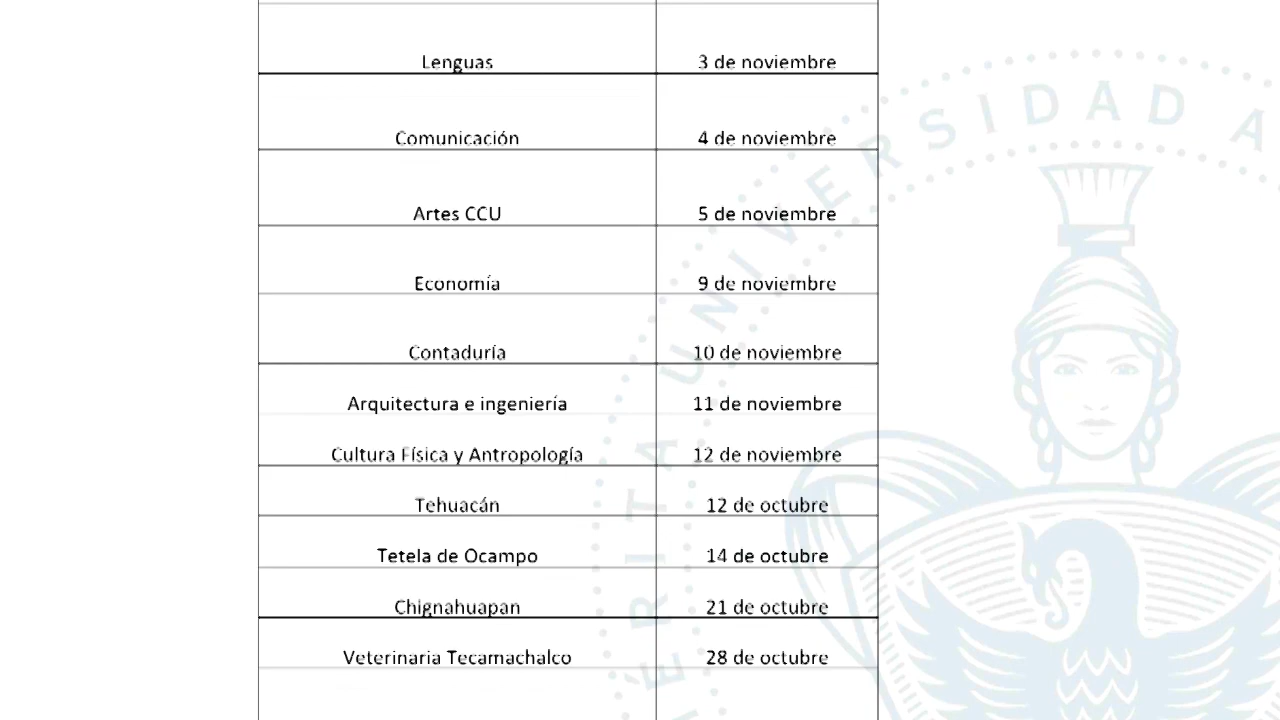 Lenguas 3 de noviembre
Comunicación 4 de noviembre
Artes CCU 5 de noviembre
Economía 9 de noviembre
Contaduría 10 de noviembre
Arquitectura e ingeniería 11 de noviembre
Cultura Física y Antropología 12 de noviembre
Tehuacán 12 de octubre
Tetela de Ocampo 14 de octubre
Chignahuapan 21 de octubre
Veterinaria Tecamachalco 28 de octubre
ÉRITA UNIVERSIDAD A